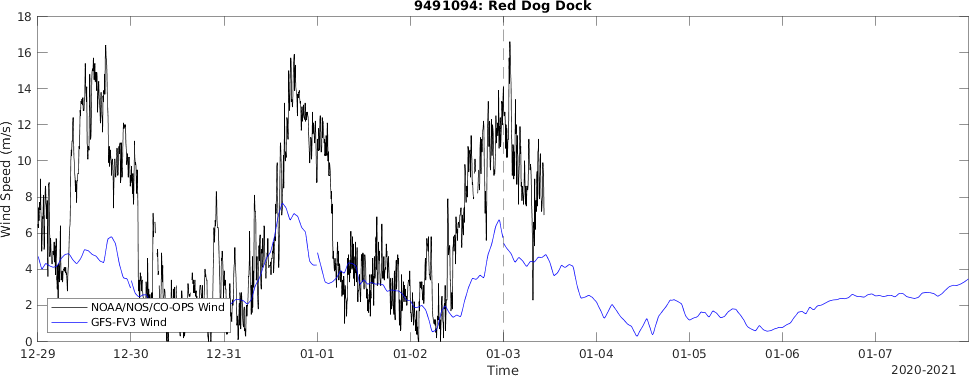 9491094: Red Dog Dock
Wind Speed (m/s)
18
16
14
12
10
8
6
4
2
0
NOAA/NOS/CO-OPS Wind
GFS-FV3 Wind
12-29 12-30 12-31 01-01 01-02 01-03 01-04 01-05 01-06 01-07
Time
2020-2021